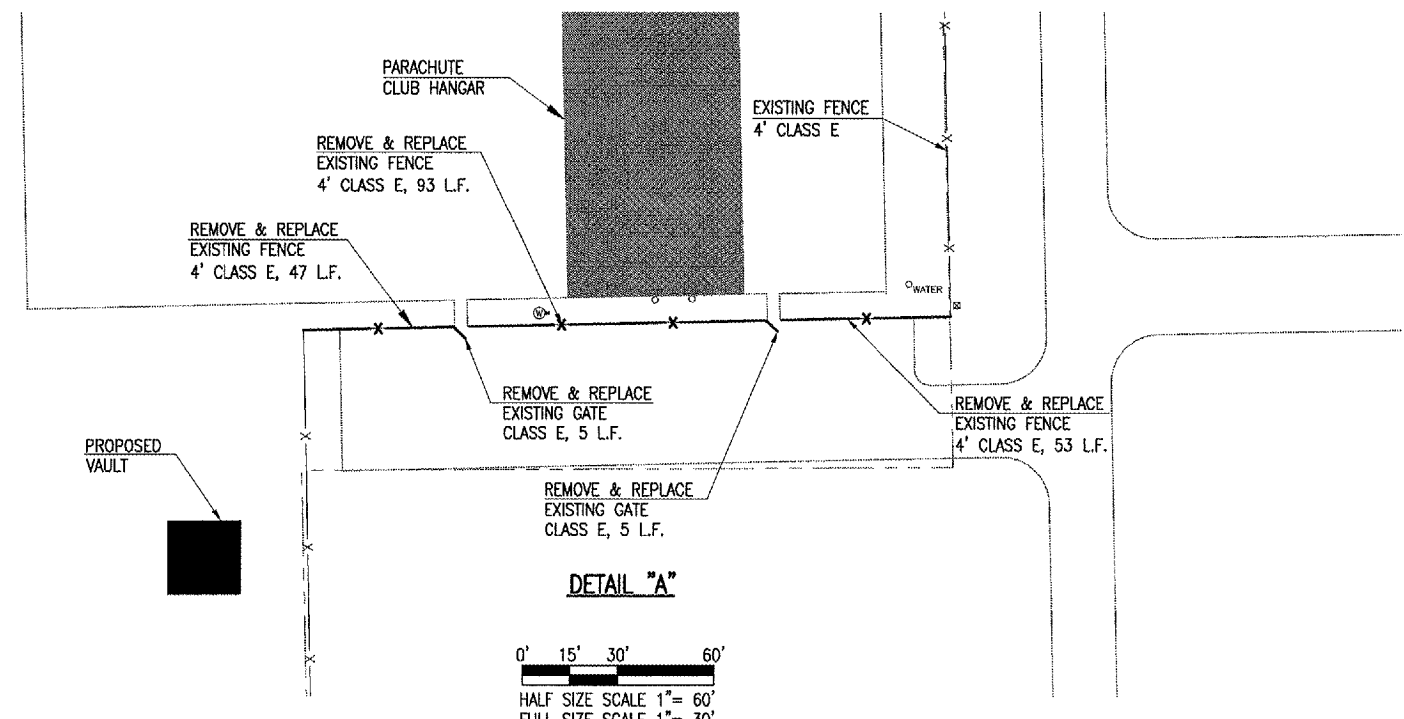 PARACHUTE
CLUB HANGAR
EXISTING FENCE
4' CLASS E
REMOVE & REPLACE
EXISTING FENCE
4' CLASS E, 93 L.F.
REMOVE & REPLACE
EXISTING FENCE
4' CLASS E, 47 L.F.
WATER
W
REMOVE & REPLACE
EXISTING GATE
CLASS E, 5 L.F.
REMOVE & REPLACE
EXISTING FENCE
4' CLASS E, 53 L.F.
PROPOSED
VAULT
REMOVE & REPLACE
EXISTING GATE
CLASS E, 5 L.F.
DETAIL "A"
0' 15' 30' 60'
HALF SIZE SCALE 1"= 60'
FULL SIZE SCALE 1"= 30'